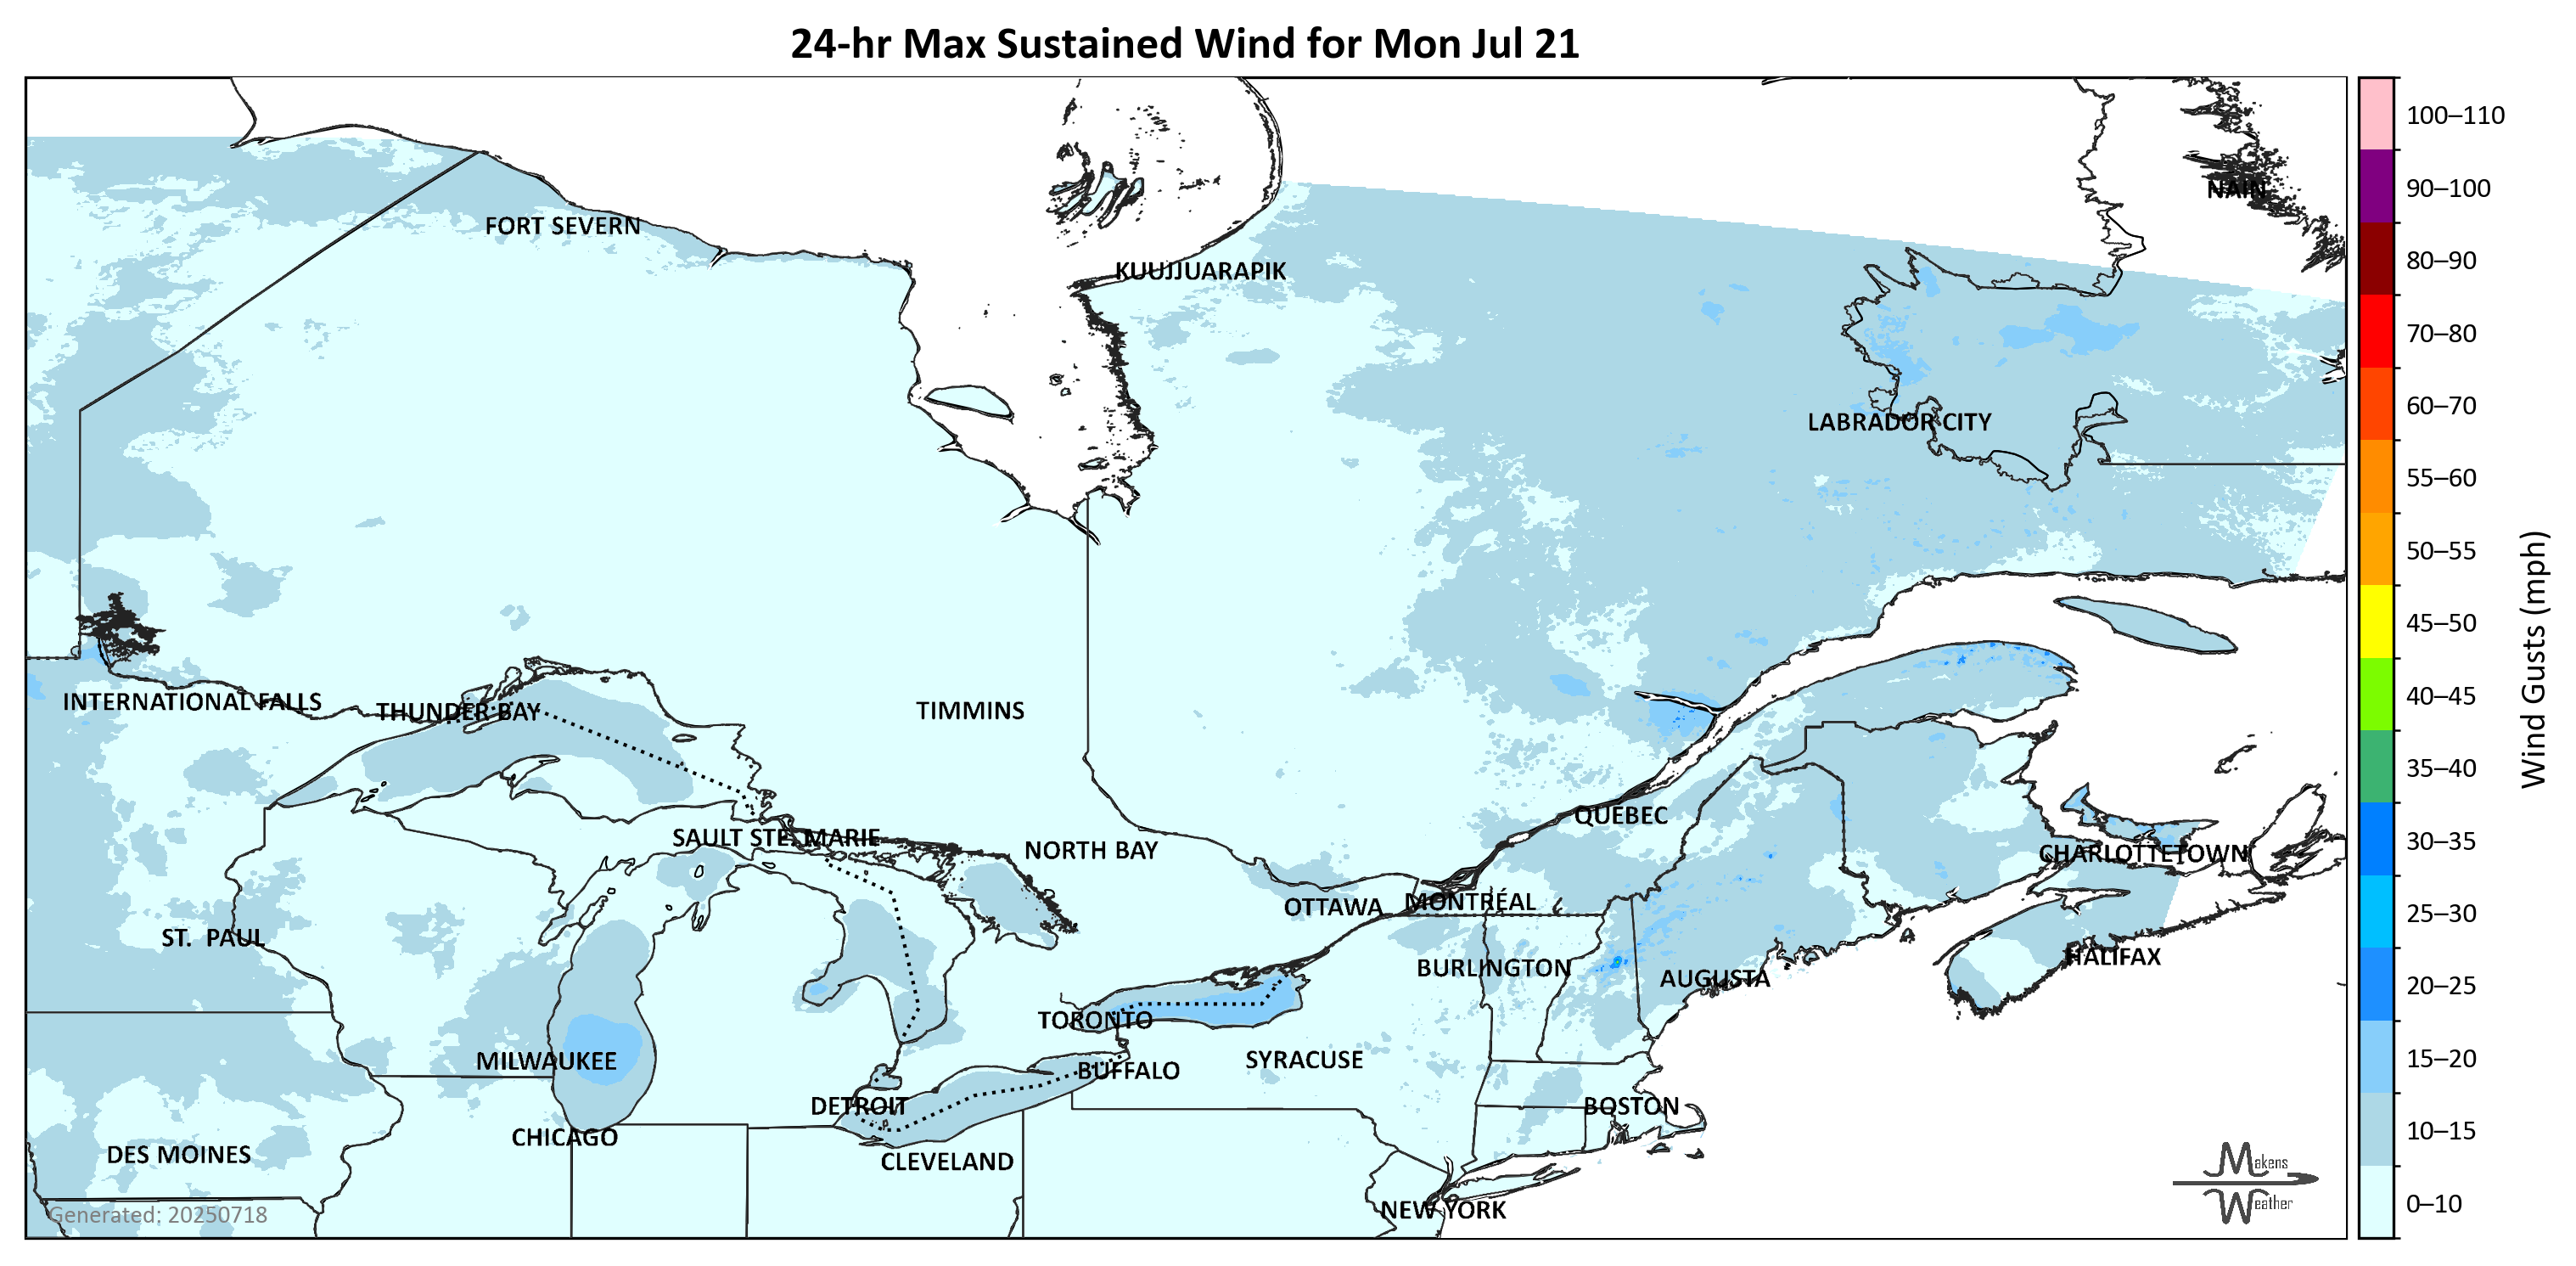 24-hr Max Sustained Wind for Mon Jul 21
NAIN
FORT SEVERN
KUUJJUARAPIK
LABRADOR CITY
INTERNATIONAL FALLS
THUNDER BAY
TIMMINS
QUEBEC
SAULT STE. MARIE
NORTH BAY
CHARLOTTETOWN
OTTAWA
MONTRÉAL
ST. PAUL
HALIFAX
BURLINGTON
AUGUSTA
TORONTO
MILWAUKEE
SYRACUSE
BUFFALO
DETROIT
BOSTON
CHICAGO
DES MOINES
CLEVELAND
NEW YORK
Generated: 20250718
Makens
Weather
100–110
90–100
80–90
70–80
60–70
55–60
50–55
45–50
40–45
35–40
30–35
25–30
20–25
15–20
10–15
0–10
Wind Gusts (mph)